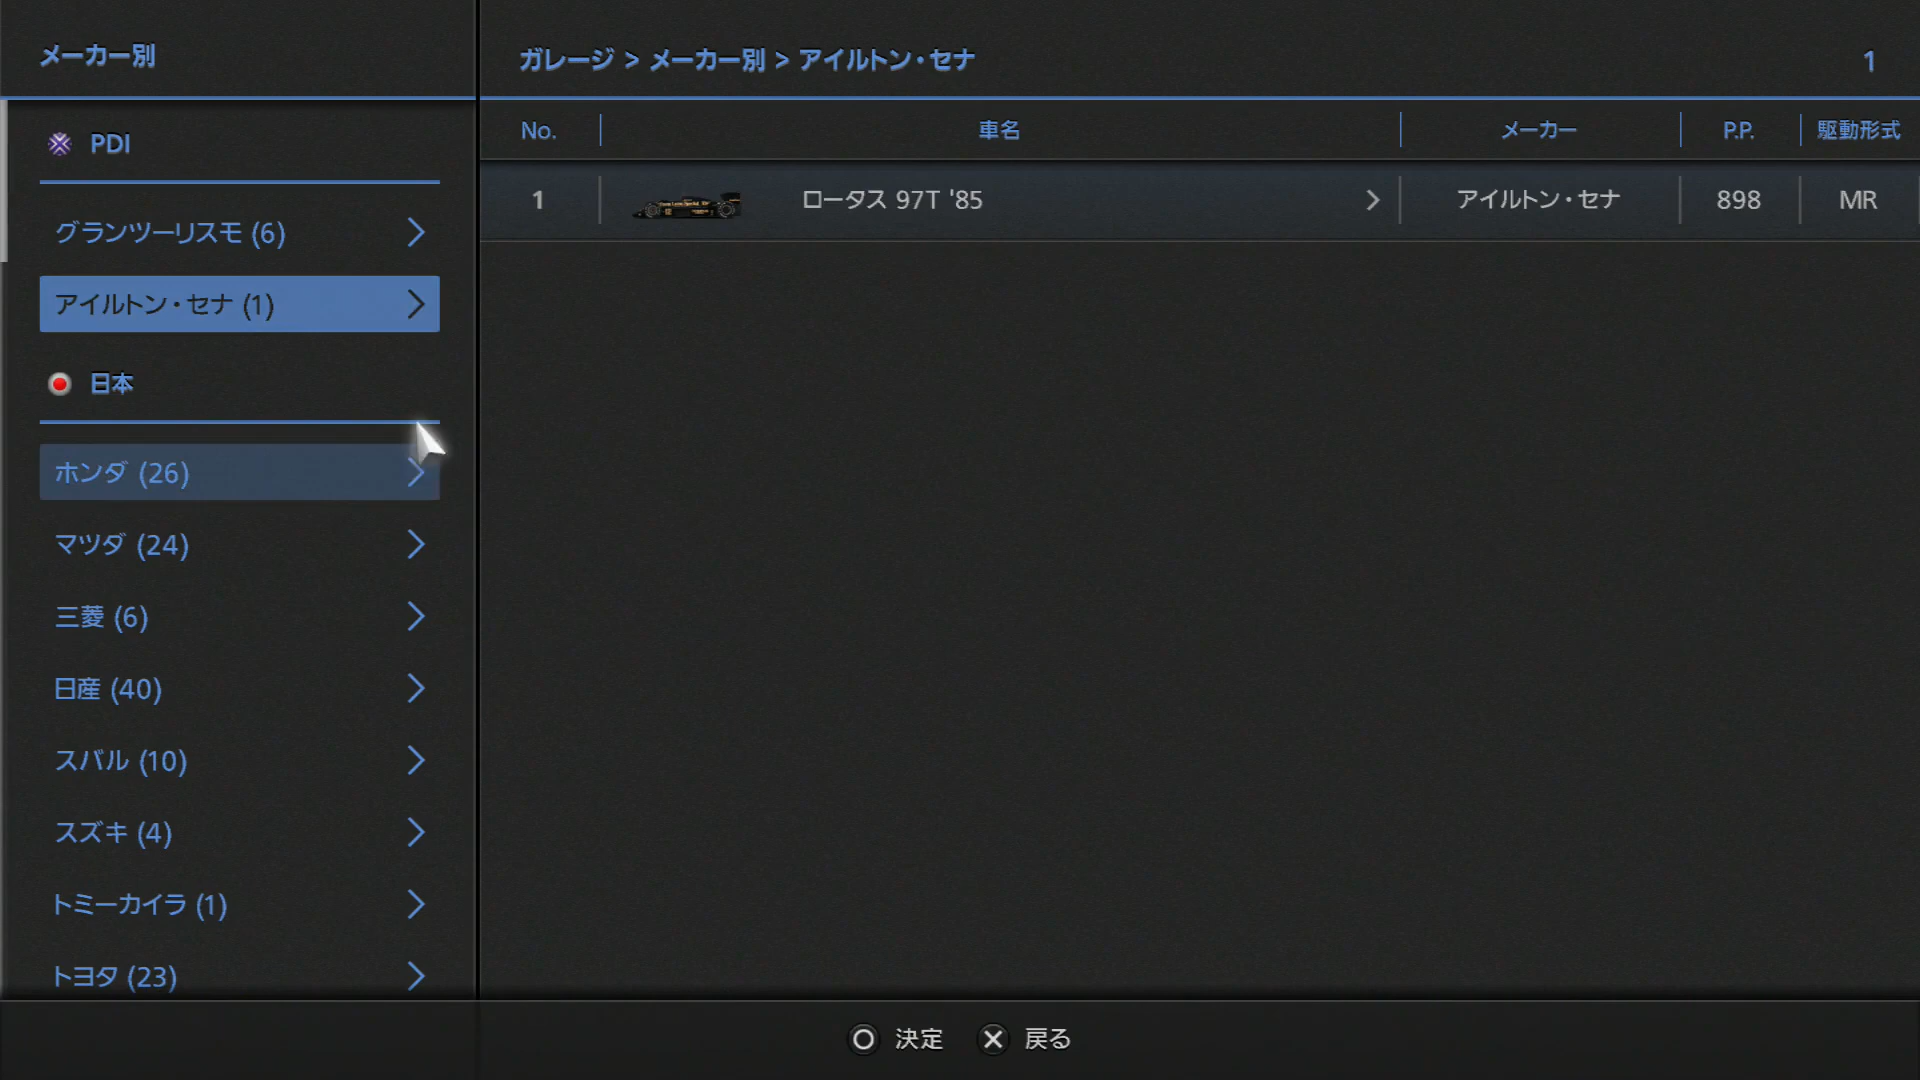 メーカー別
PDI
グランツーリスモ (6)
アイルトン・セナ (1)
日本
ホンダ (26)
マツダ (24)
三菱 (6)
日産 (40)
スバル (10)
スズキ (4)
トミーカイラ (1)
トヨタ (23)
ガレージ > メーカー別 > アイルトン・セナ
1
No. 車名 メーカー P.P. 駆動形式
1 ロータス 97T '85 アイルトン・セナ 898 MR
決定 戻る